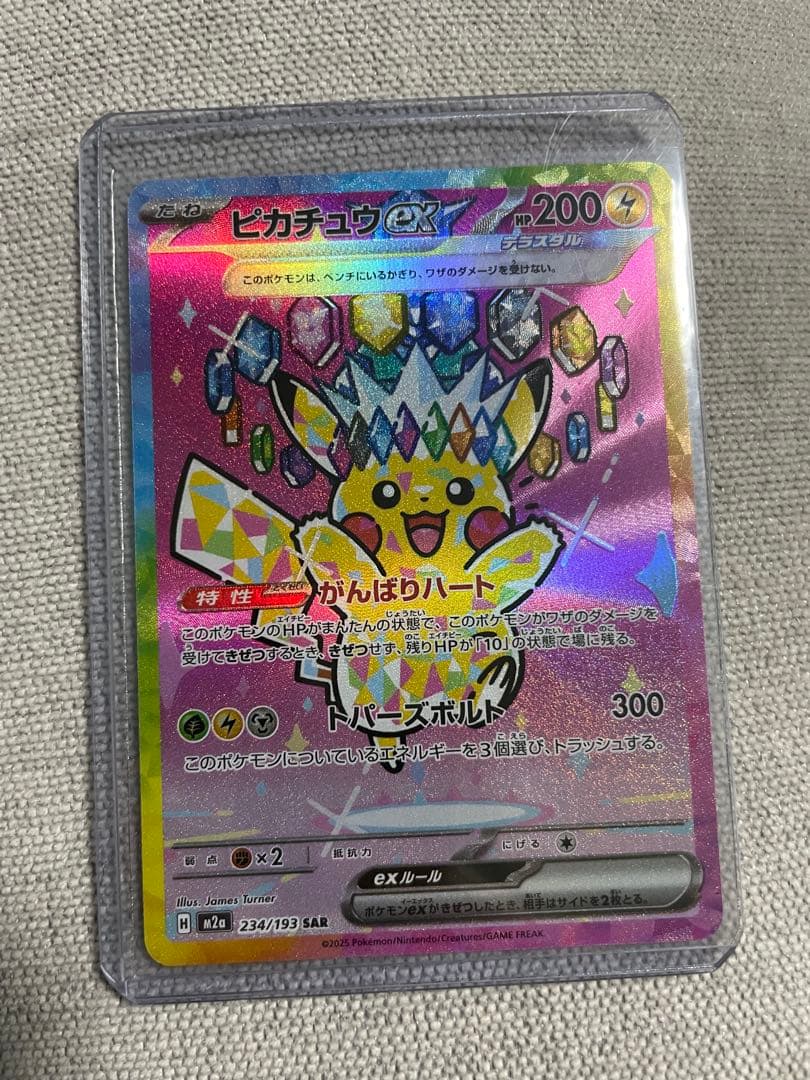 たね ピカチュウex HP200
テラスタル
このポケモンは、ベンチにいるかぎり、ワザのダメージを受けない。
特性 がんばりハート
このポケモンのHPがまんたんの状態で、このポケモンがワザのダメージを
受けてきぜつするとき、きぜつせず、残りHPが「10」の状態で場に残る。
トパーズボルト 300
このポケモンについているエネルギーを3個選び、トラッシュする。
弱点 ×2 抵抗力 にげる
exルール
ポケモンexがきぜつしたとき、相手はサイドを2枚とる。
Illus. James Turner
H m2a 234/193 SAR
©2025 Pokémon/Nintendo/Creatures/GAME FREAK.